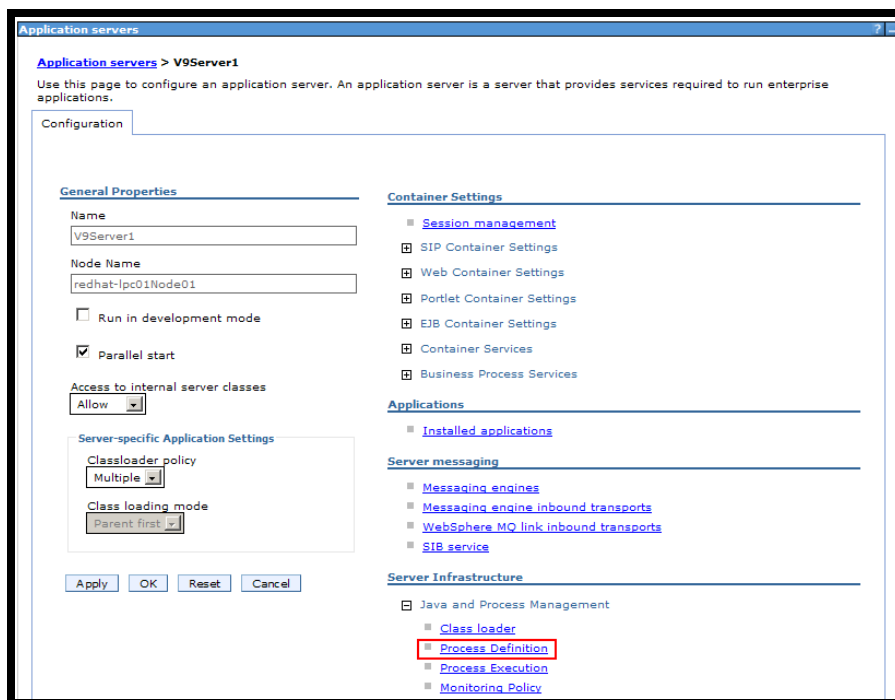 Application servers
?
Application servers > V9Server1
Use this page to configure an application server. An application server is a server that provides services required to run enterprise
applications.
Configuration
General Properties
Name
V9Server1
Node Name
redhat-lpc01Node01
Run in development mode
Parallel start
Access to internal server classes
Allow
Server-specific Application Settings
Classloader policy
Multiple
Class loading mode
Parent first
Apply OK Reset Cancel
Container Settings
Session management
SIP Container Settings
Web Container Settings
Portlet Container Settings
EJB Container Settings
Container Services
Business Process Services
Applications
Installed applications
Server messaging
Messaging engines
Messaging engine inbound transports
WebSphere MQ link inbound transports
SIB service
Server Infrastructure
Java and Process Management
Class loader
Process Definition
Process Execution
Monitoring Policy